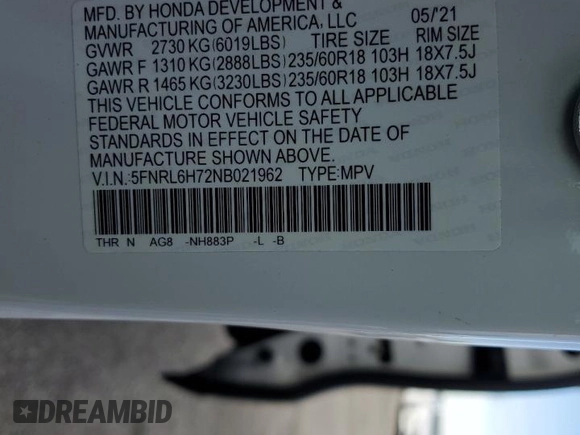 MFD. BY HONDA DEVELOPMENT &
MANUFACTURING OF AMERICA, LLC 05/'21
GVWR 2730 KG(6019LBS) TIRE SIZE RIM SIZE
GAWR F 1310 KG(2888LBS) 235/60R18 103H 18X7.5J
GAWR R 1465 KG(3230LBS) 235/60R18 103H 18X7.5J
THIS VEHICLE CONFORMS TO ALL APPLICABLE
FEDERAL MOTOR VEHICLE SAFETY
STANDARDS IN EFFECT ON THE DATE OF
MANUFACTURE SHOWN ABOVE.
V.I.N.:5FNRL6H72NB021962 TYPE:MPV
THR N AG8 -NH883P -L -B
DREAMBID